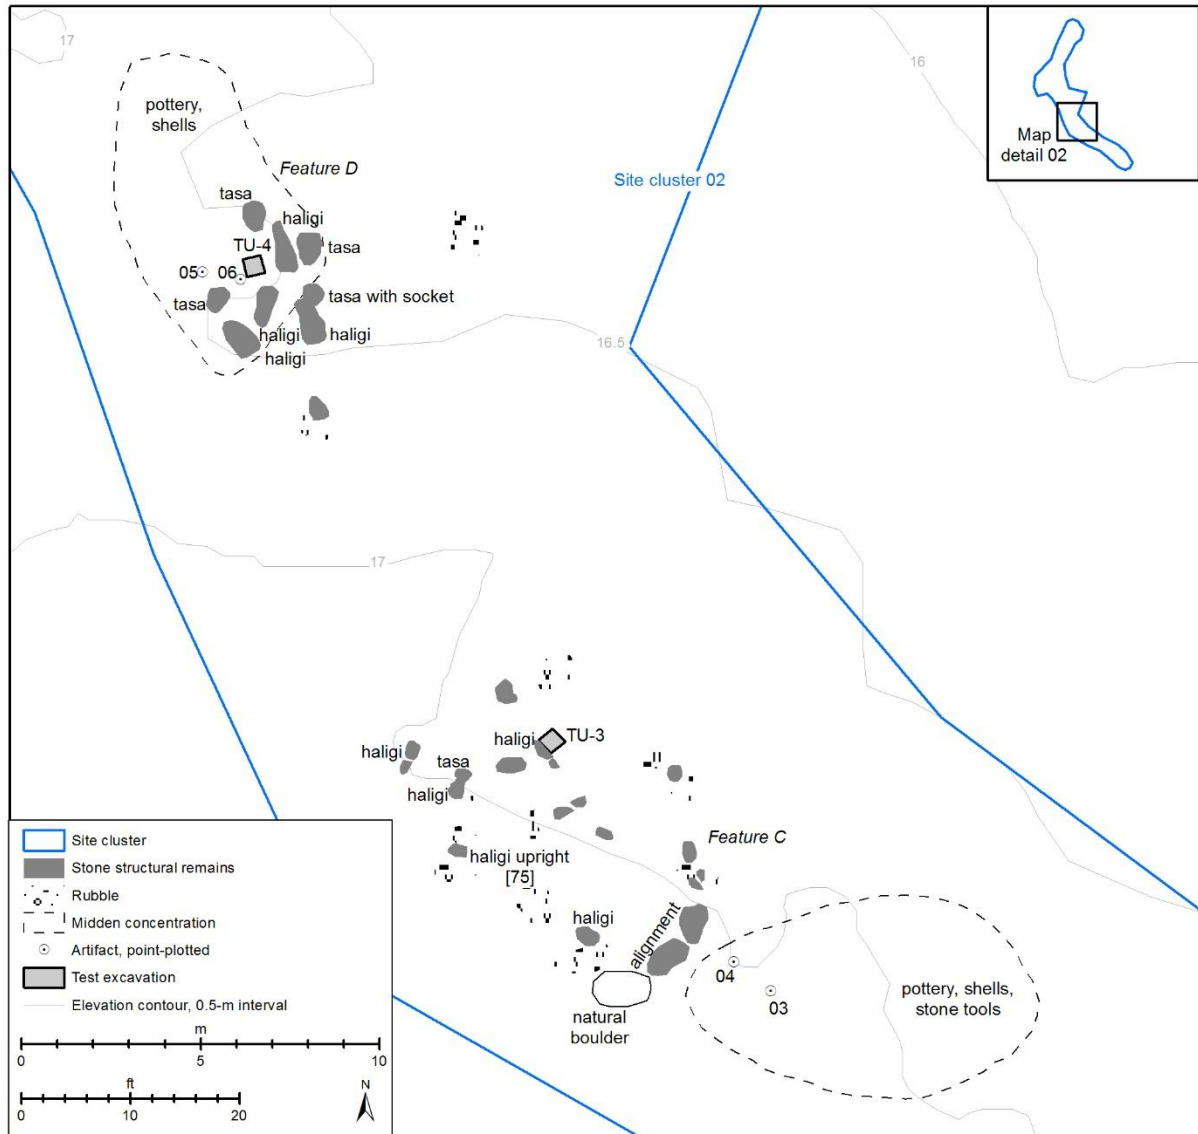 17
16
pottery,
shells
Map
detail 02
Feature D
Site cluster 02
tasa
haligi
TU-4
tasa
05
06
tasa
tasa with socket
haligi
haligi
haligi
16.5
17
haligi
TU-3
haligi
tasa
haligi
Feature C
haligi upright
[75]
haligi
alignment
04
03
pottery, shells,
stone tools
natural
boulder
Site cluster
Stone structural remains
Rubble
Midden concentration
Artifact, point-plotted
Test excavation
Elevation contour, 0.5-m interval
m
0 5 10
ft
0 10 20
N